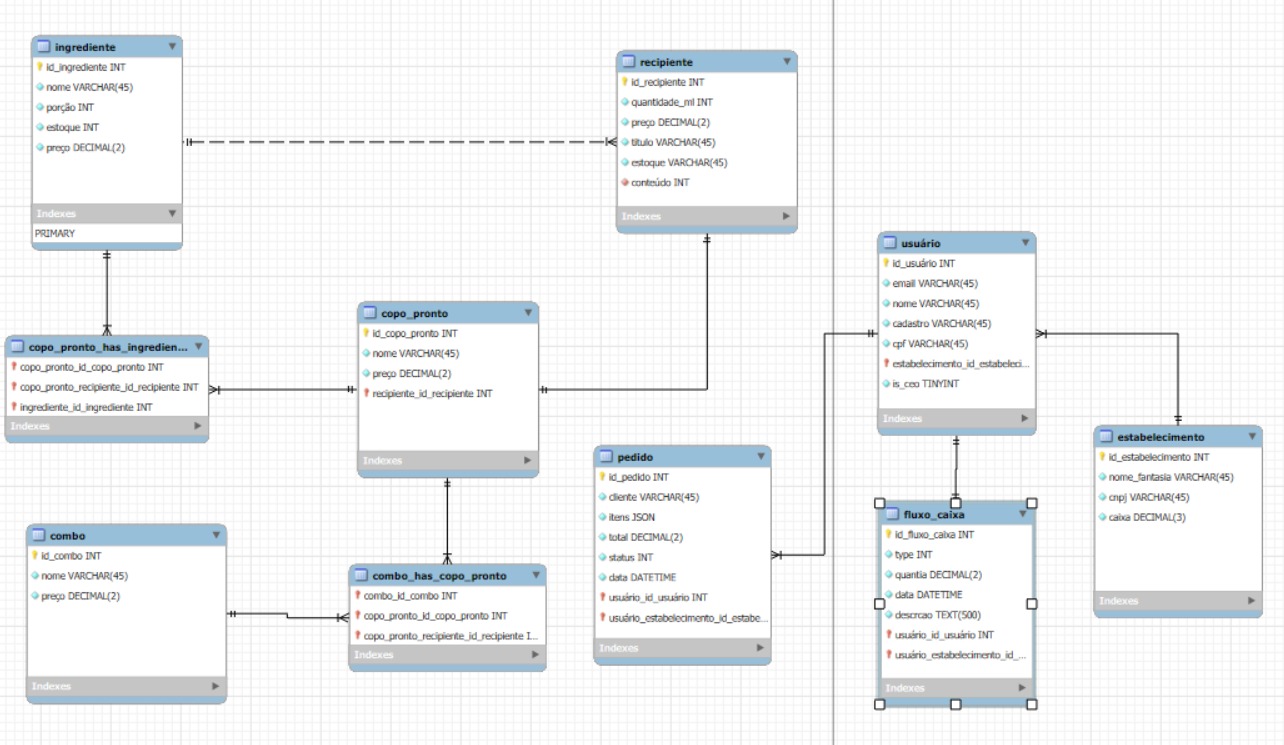 ingrediente
id_ingrediente INT
nome VARCHAR(45)
porção INT
estoque INT
preço DECIMAL(2)
Indexes
PRIMARY
recipiente
id_recipiente INT
quantidade_ml INT
preço DECIMAL(2)
titulo VARCHAR(45)
estoque VARCHAR(45)
conteúdo INT
Indexes
copo_pronto_has_ingredien...
copo_pronto_id_copo_pronto INT
copo_pronto_recipiente_id_recipiente INT
ingrediente_id_ingrediente INT
Indexes
copo_pronto
id_copo_pronto INT
nome VARCHAR(45)
preço DECIMAL(2)
recipiente_id_recipiente INT
Indexes
usuário
id_usuário INT
email VARCHAR(45)
nome VARCHAR(45)
cadastro VARCHAR(45)
cpf VARCHAR(45)
estabelecimento_id_estabeleci...
is_ceo TINYINT
Indexes
estabelecimento
id_estabelecimento INT
nome_fantasia VARCHAR(45)
cnpj VARCHAR(45)
caixa DECIMAL(3)
Indexes
pedido
id_pedido INT
cliente VARCHAR(45)
itens JSON
total DECIMAL(2)
status INT
data DATETIME
usuário_id_usuário INT
usuário_estabelecimento_id_estabe...
Indexes
fluxo_caixa
id_fluxo_caixa INT
type INT
quantia DECIMAL(2)
data DATETIME
descrcao TEXT(500)
usuário_id_usuário INT
usuário_estabelecimento_id_...
Indexes
combo
id_combo INT
nome VARCHAR(45)
preço DECIMAL(2)
Indexes
combo_has_copo_pronto
combo_id_combo INT
copo_pronto_id_copo_pronto INT
copo_pronto_recipiente_id_recipiente I...
Indexes